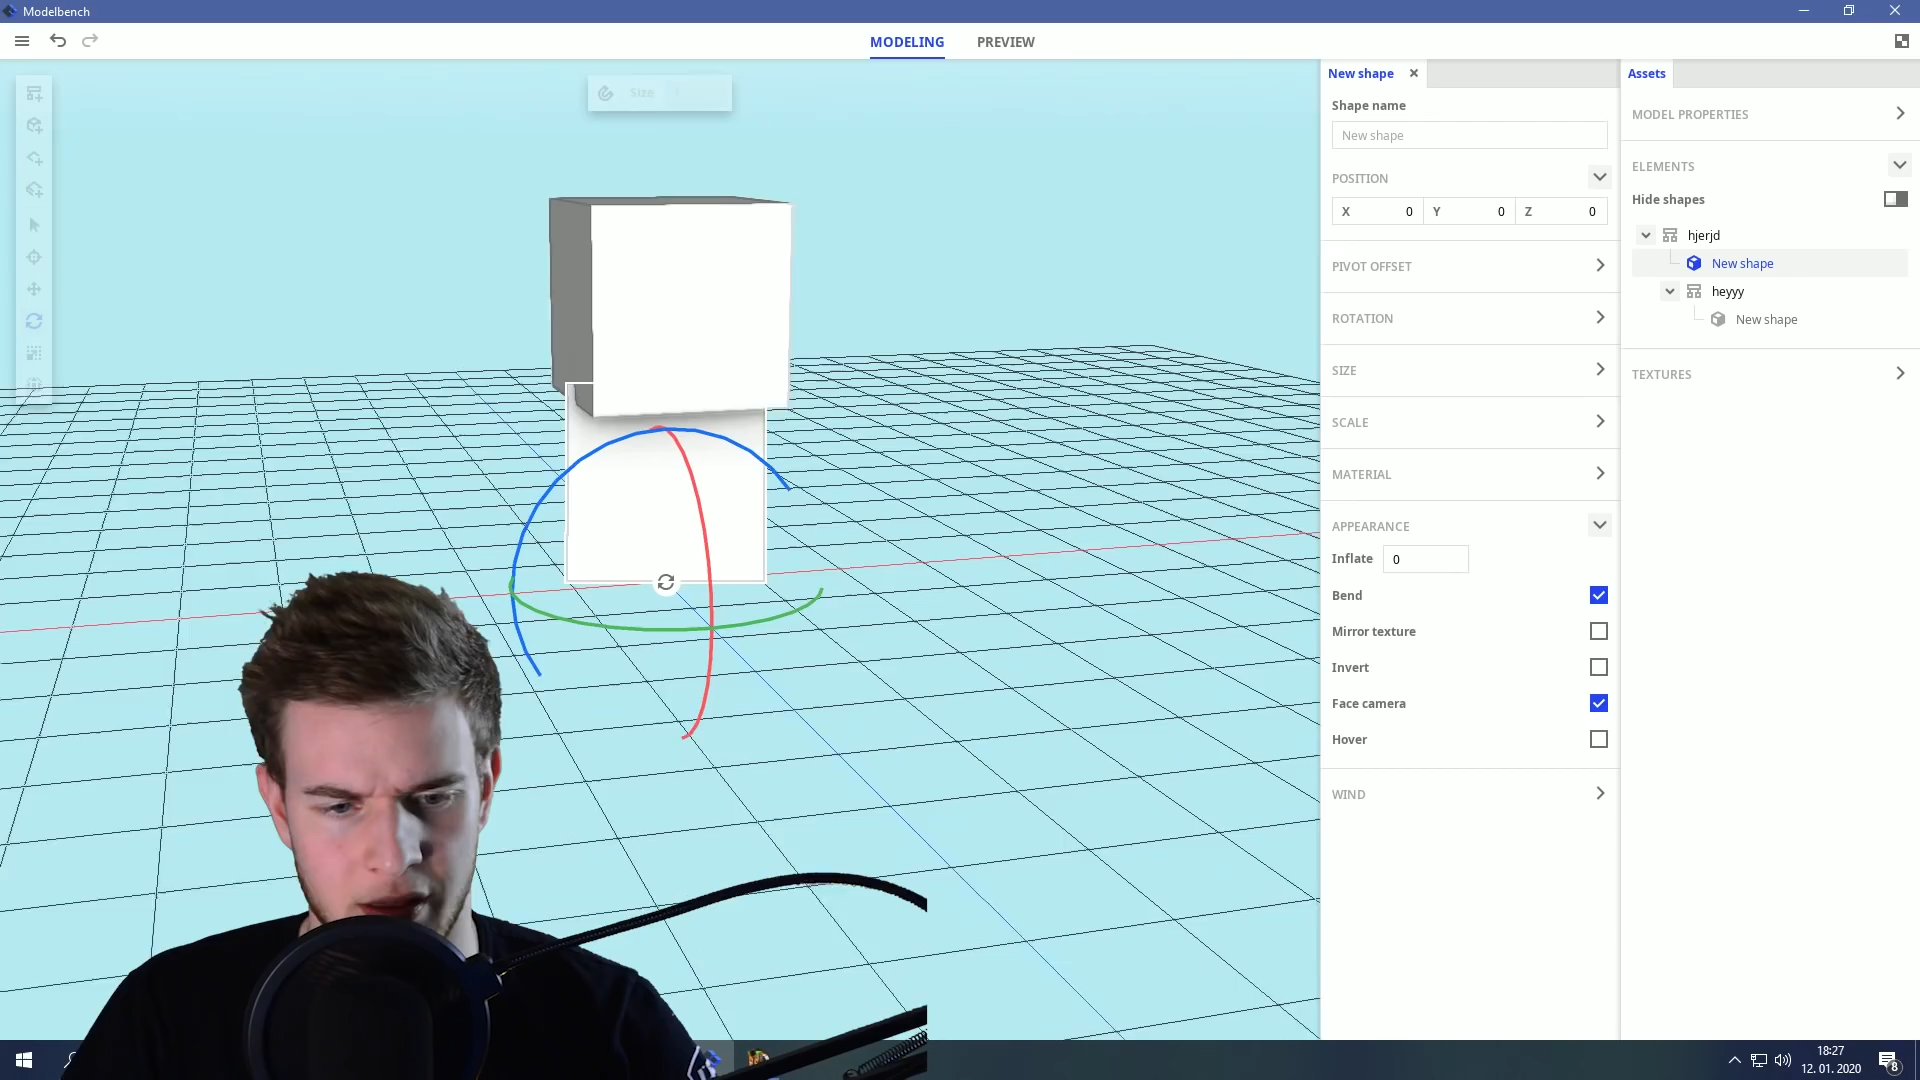 Modelbench
MODELING
PREVIEW
Size
New shape
Shape name
New shape
POSITION
X 0 Y 0 Z 0
PIVOT OFFSET
ROTATION
SIZE
SCALE
MATERIAL
APPEARANCE
Inflate 0
Bend
Mirror texture
Invert
Face camera
Hover
WIND
Assets
MODEL PROPERTIES
ELEMENTS
Hide shapes
hjerjd
New shape
heyyy
New shape
TEXTURES
18:27
12. 01. 2020
8